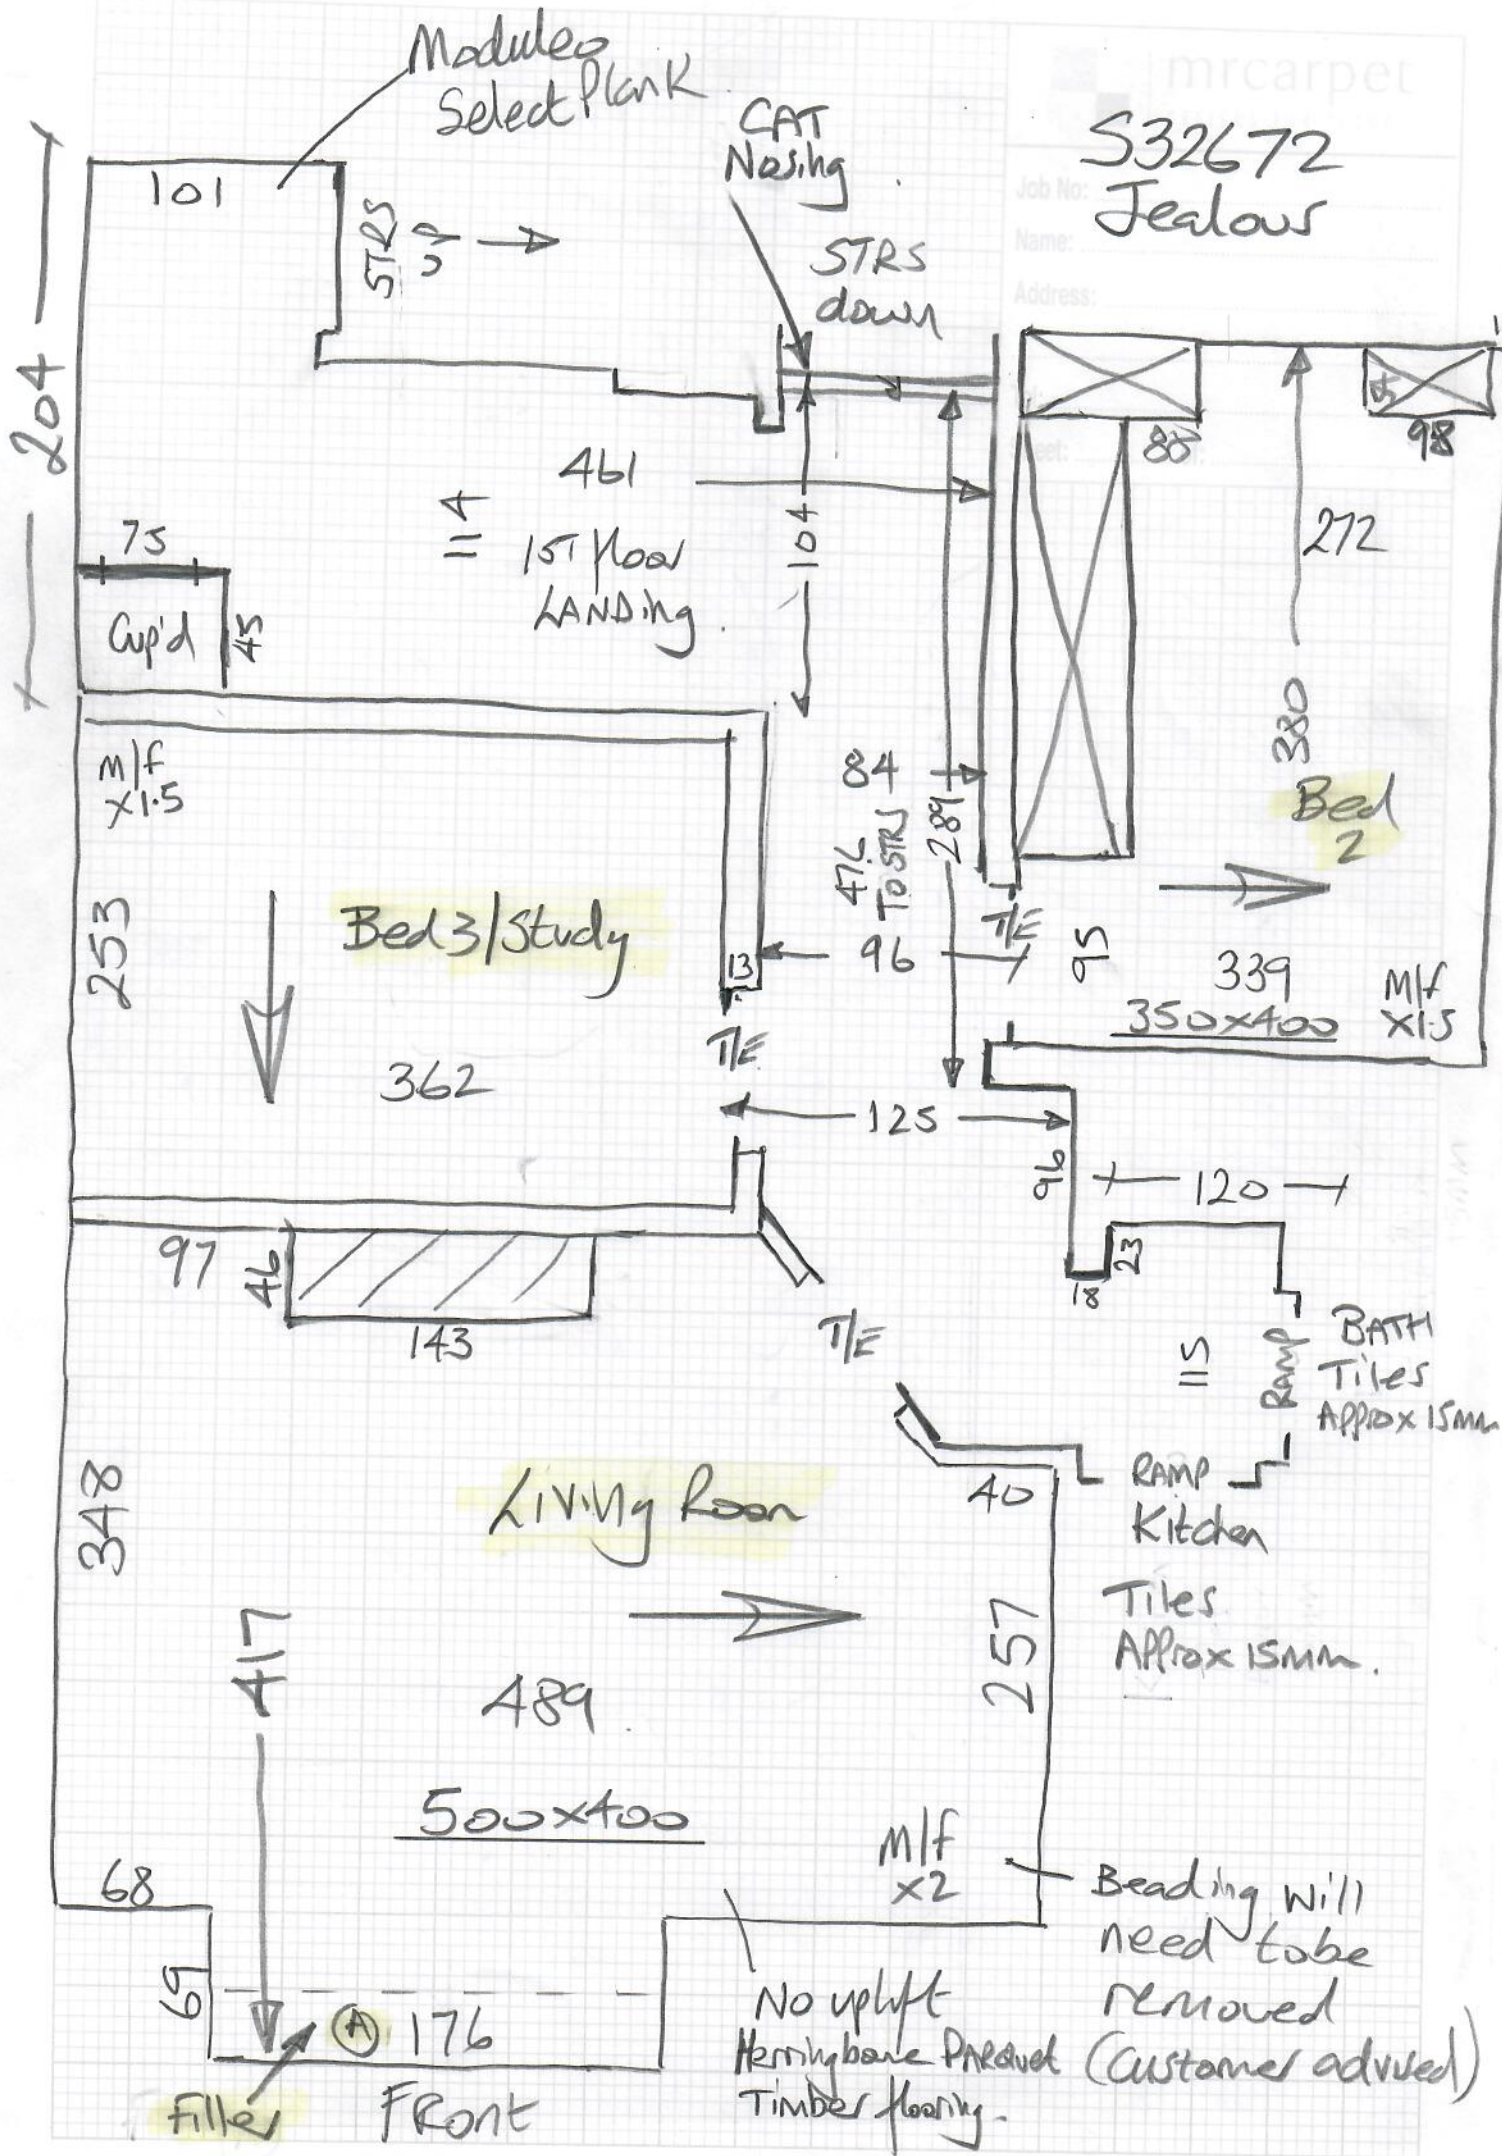 Moduleo
Select Plank
mrcarpet
Job No:
S32672
Name:
Jealous
Address:
CAT
Nosing
101
STRS
up
STRS
down
204
88
98
461
272
114
1ST floor
LANDing.
104
75
Cup'd
45
380
M/f
X1.5
84
289
476
TO STRS
Bed
2
253
Bed 3/Study
13
96
T/E
95
339
350x400
M/f
X1.5
T/E
362
125
96
120
97
46
143
23
18
T/E
115
RAMP
BATH
Tiles
Approx 15mm
348
Living Room
40
RAMP
Kitchen
Tiles
Approx 15mm.
257
417
489
500x400
M/f
x2
68
69
A
176
Filler
FRONT
No uplift
Herringbone PARQuet
Timber flooring.
Beading will
need to be
removed
(Customer advised)